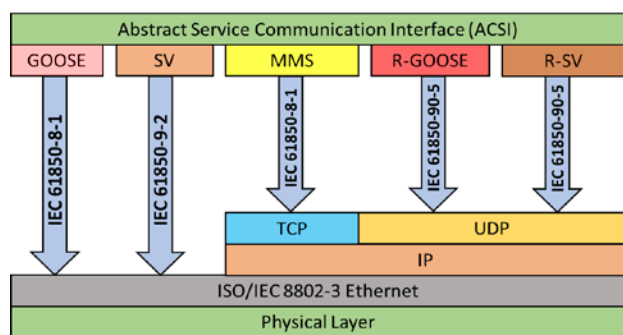 Abstract Service Communication Interface (ACSI)
GOOSE
SV
MMS
R-GOOSE
R-SV
IEC 61850-8-1
IEC 61850-9-2
IEC 61850-8-1
IEC 61850-90-5
IEC 61850-90-5
TCP
UDP
IP
ISO/IEC 8802-3 Ethernet
Physical Layer